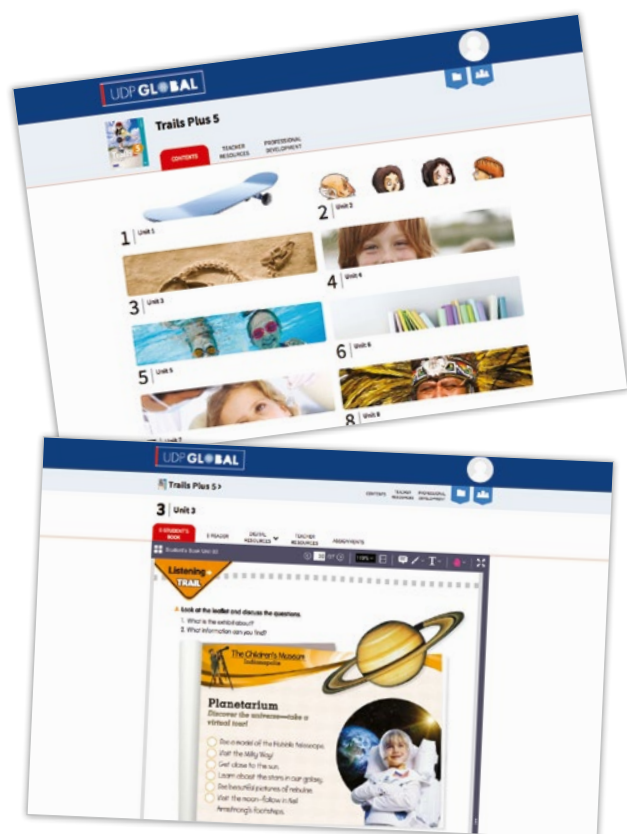 UDP GLOBAL
Trails Plus 5
CONTENTS
TEACHER
RESOURCES
PROFESSIONAL
DEVELOPMENT
1 Unit 1
2 Unit 2
3 Unit 3
4 Unit 4
5 Unit 5
6 Unit 6
8
UDP GLOBAL
Trails Plus 5 >
CONTENTS
TEACHER
RESOURCES
PROFESSIONAL
DEVELOPMENT
3 Unit 3
E-STUDENT'S
BOOK
E-READER
DIGITAL
RESOURCES
TEACHER
RESOURCES
ASSIGNMENTS
Student's Book Unit
Listening
TRAIL
A Look at the leaflet and discuss the questions.
1. What is the exhibit about?
2. What information can you find?
The Children's Museum
Indianapolis
Planetarium
Discover the universe—take a
virtual tour!
See a model of the Hubble telescope.
Visit the Milky Way!
Get close to the sun.
Learn about the stars in our galaxy.
See beautiful pictures of nebulae.
Visit the moon—follow in Neil
Armstrong's footsteps.